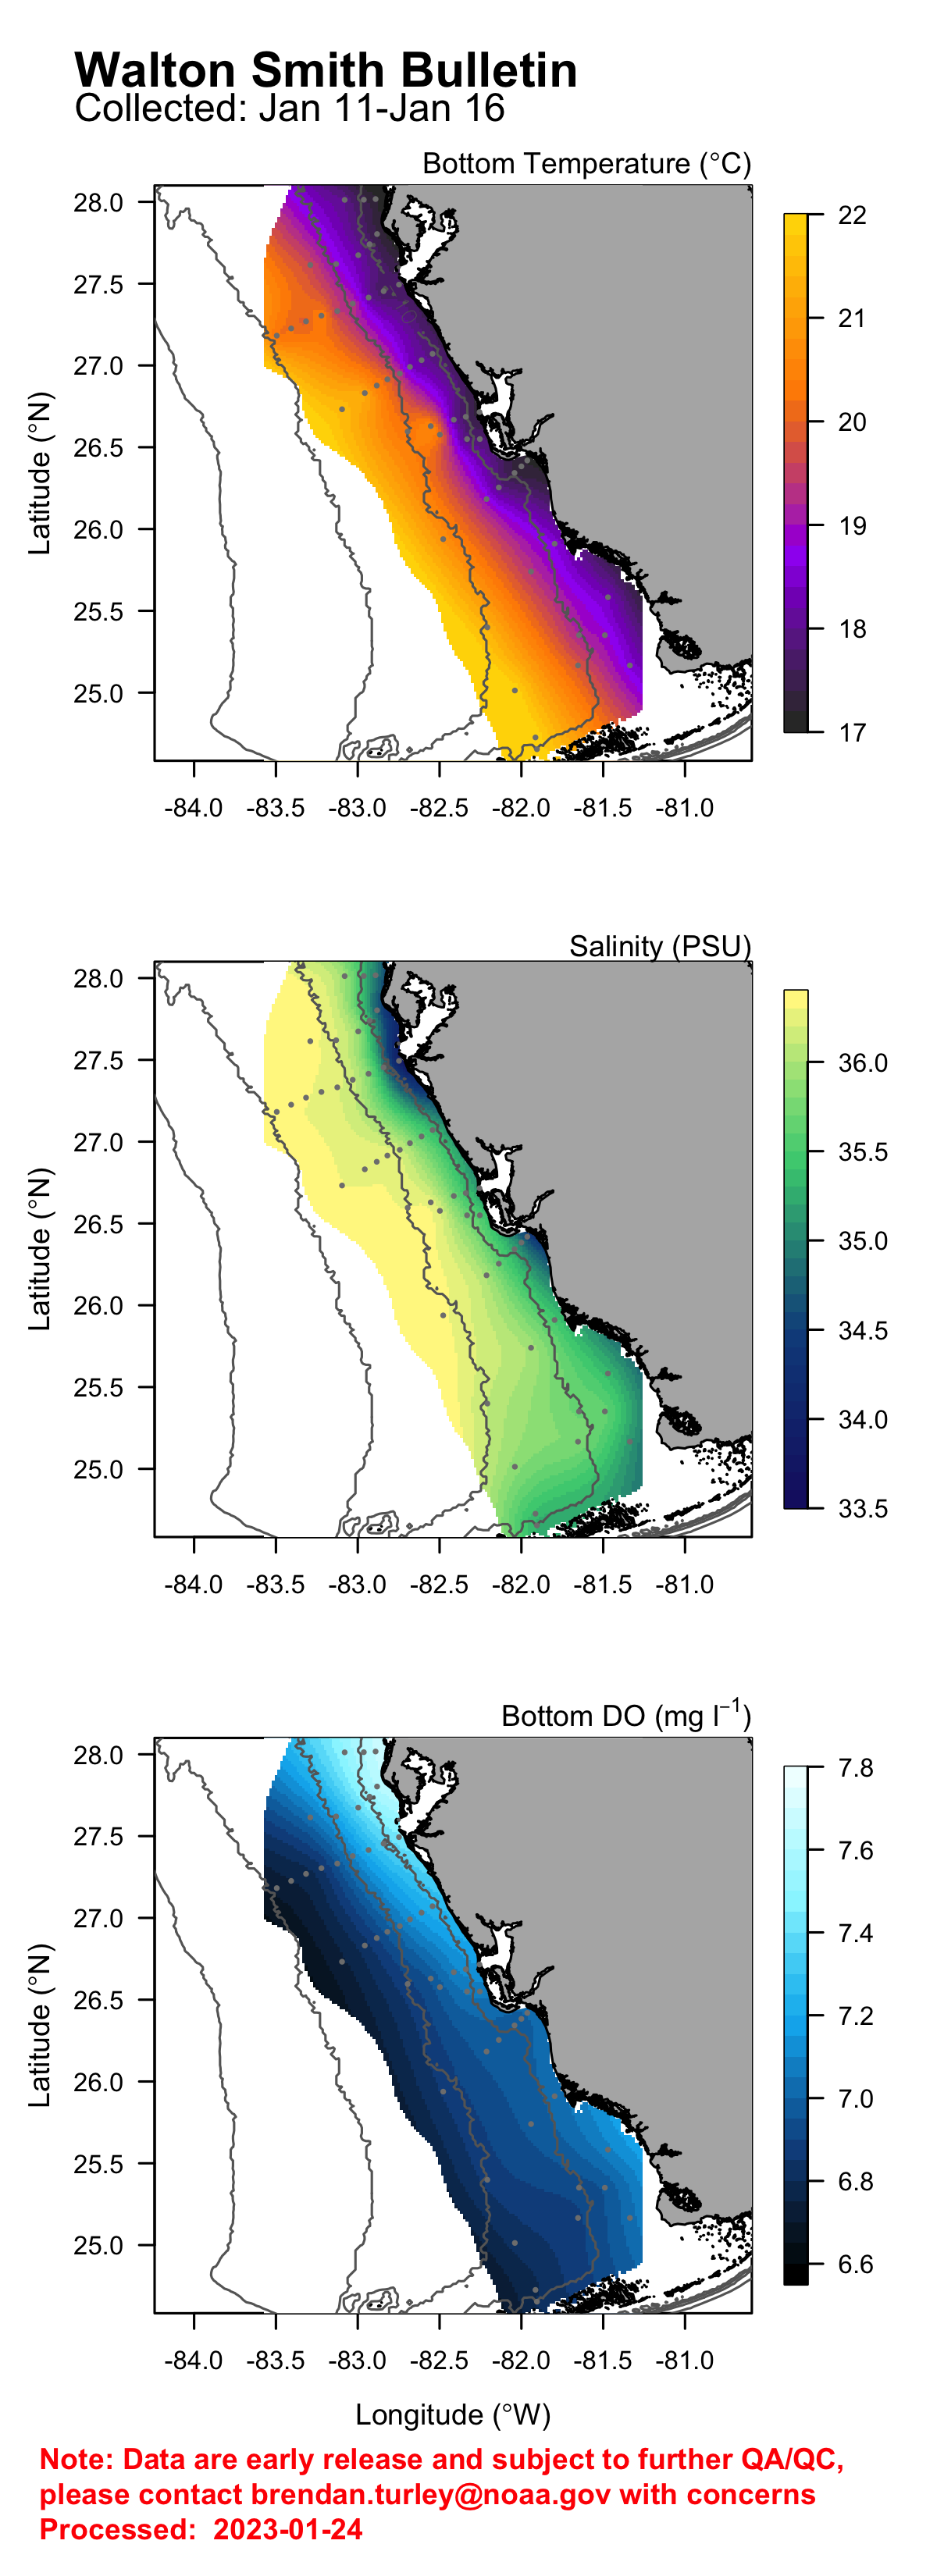 Walton Smith Bulletin
Collected: Jan 11-Jan 16
Bottom Temperature (°C)
28.0
27.5
27.0
26.5
26.0
25.5
25.0
Latitude (°N)
-84.0 -83.5 -83.0 -82.5 -82.0 -81.5 -81.0
10
22
21
20
19
18
17
Salinity (PSU)
28.0
27.5
27.0
26.5
26.0
25.5
25.0
Latitude (°N)
-84.0 -83.5 -83.0 -82.5 -82.0 -81.5 -81.0
36.0
35.5
35.0
34.5
34.0
33.5
Bottom DO (mg l⁻¹)
28.0
27.5
27.0
26.5
26.0
25.5
25.0
Latitude (°N)
-84.0 -83.5 -83.0 -82.5 -82.0 -81.5 -81.0
Longitude (°W)
7.8
7.6
7.4
7.2
7.0
6.8
6.6
Note: Data are early release and subject to further QA/QC,
please contact brendan.turley@noaa.gov with concerns
Processed:  2023-01-24